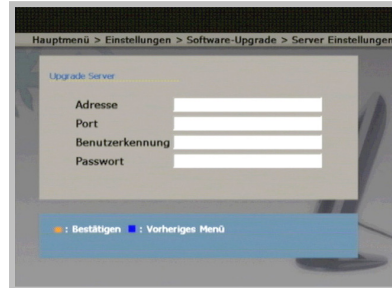 Hauptmenü > Einstellungen > Software-Upgrade > Server Einstellungen
Upgrade Server
Adresse
Port
Benutzerkennung
Passwort
: Bestätigen : Vorheriges Menü